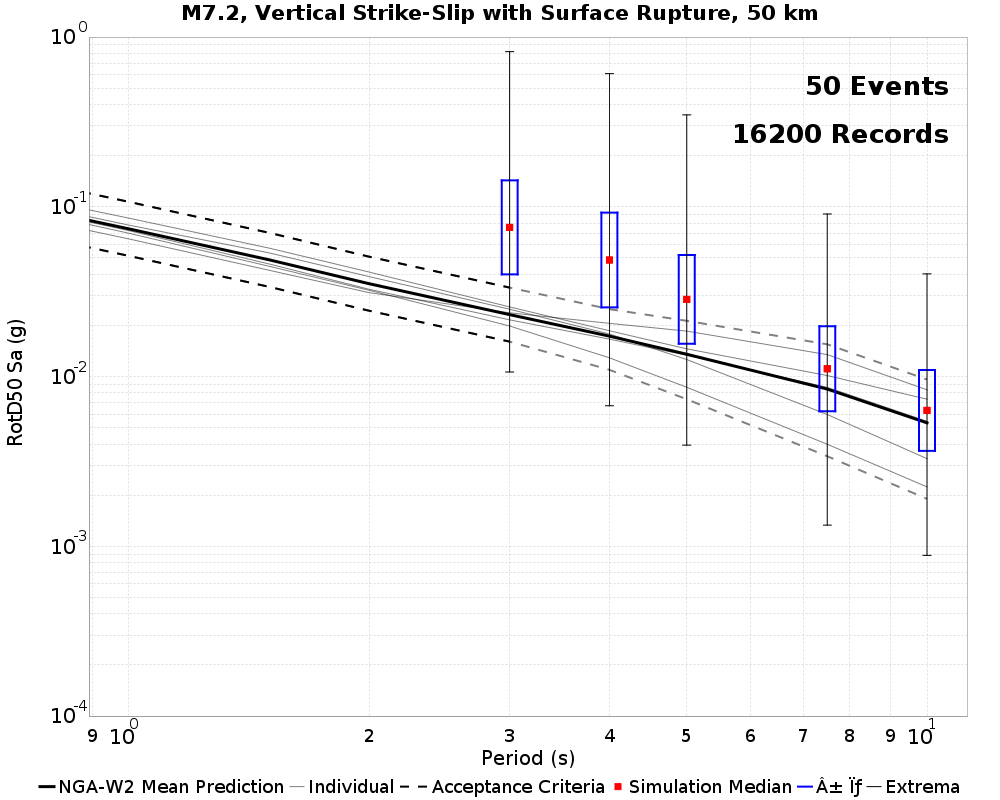 M7.2, Vertical Strike-Slip with Surface Rupture, 50 km
50 Events
16200 Records
RotD50 Sa (g)
10^0
10^-1
10^-2
10^-3
10^-4
9 10^0 2 3 4 5 6 7 8 9 10^1
Period (s)
NGA-W2 Mean Prediction Individual Acceptance Criteria Simulation Median Â± Ïƒ Extrema